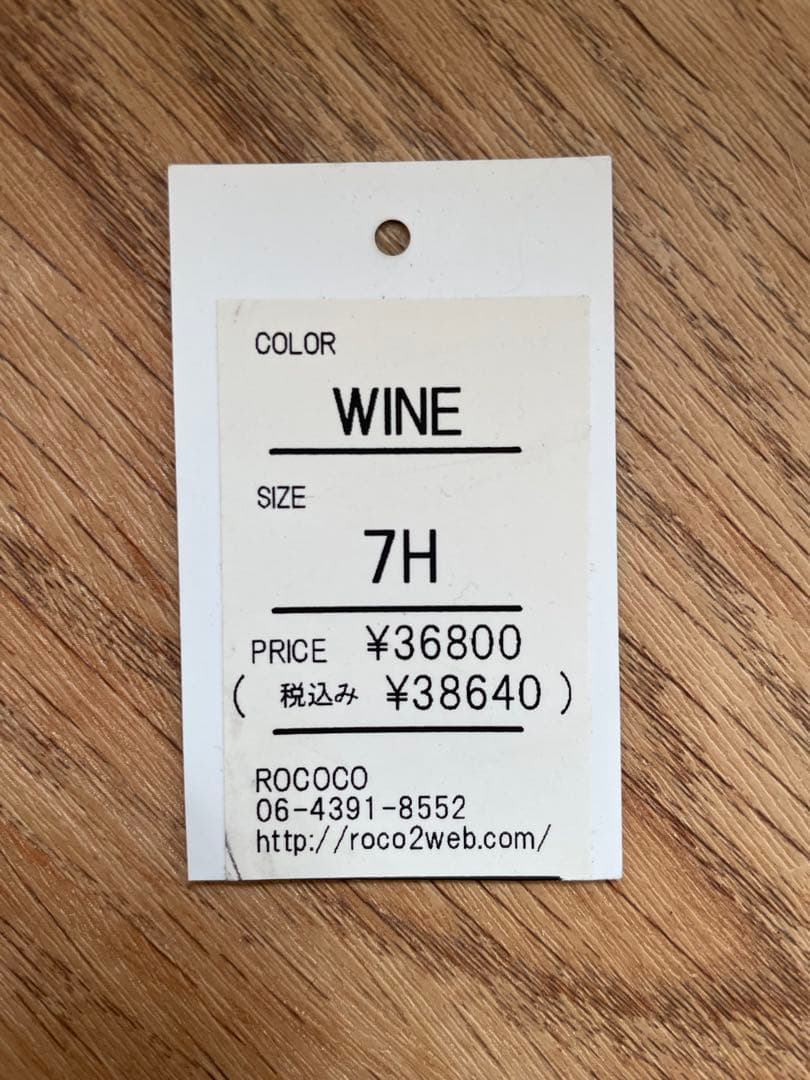 COLOR
WINE
SIZE
7H
PRICE ¥36800
( 税込み ¥38640 )
ROCOCO
06-4391-8552
http://roco2web.com/